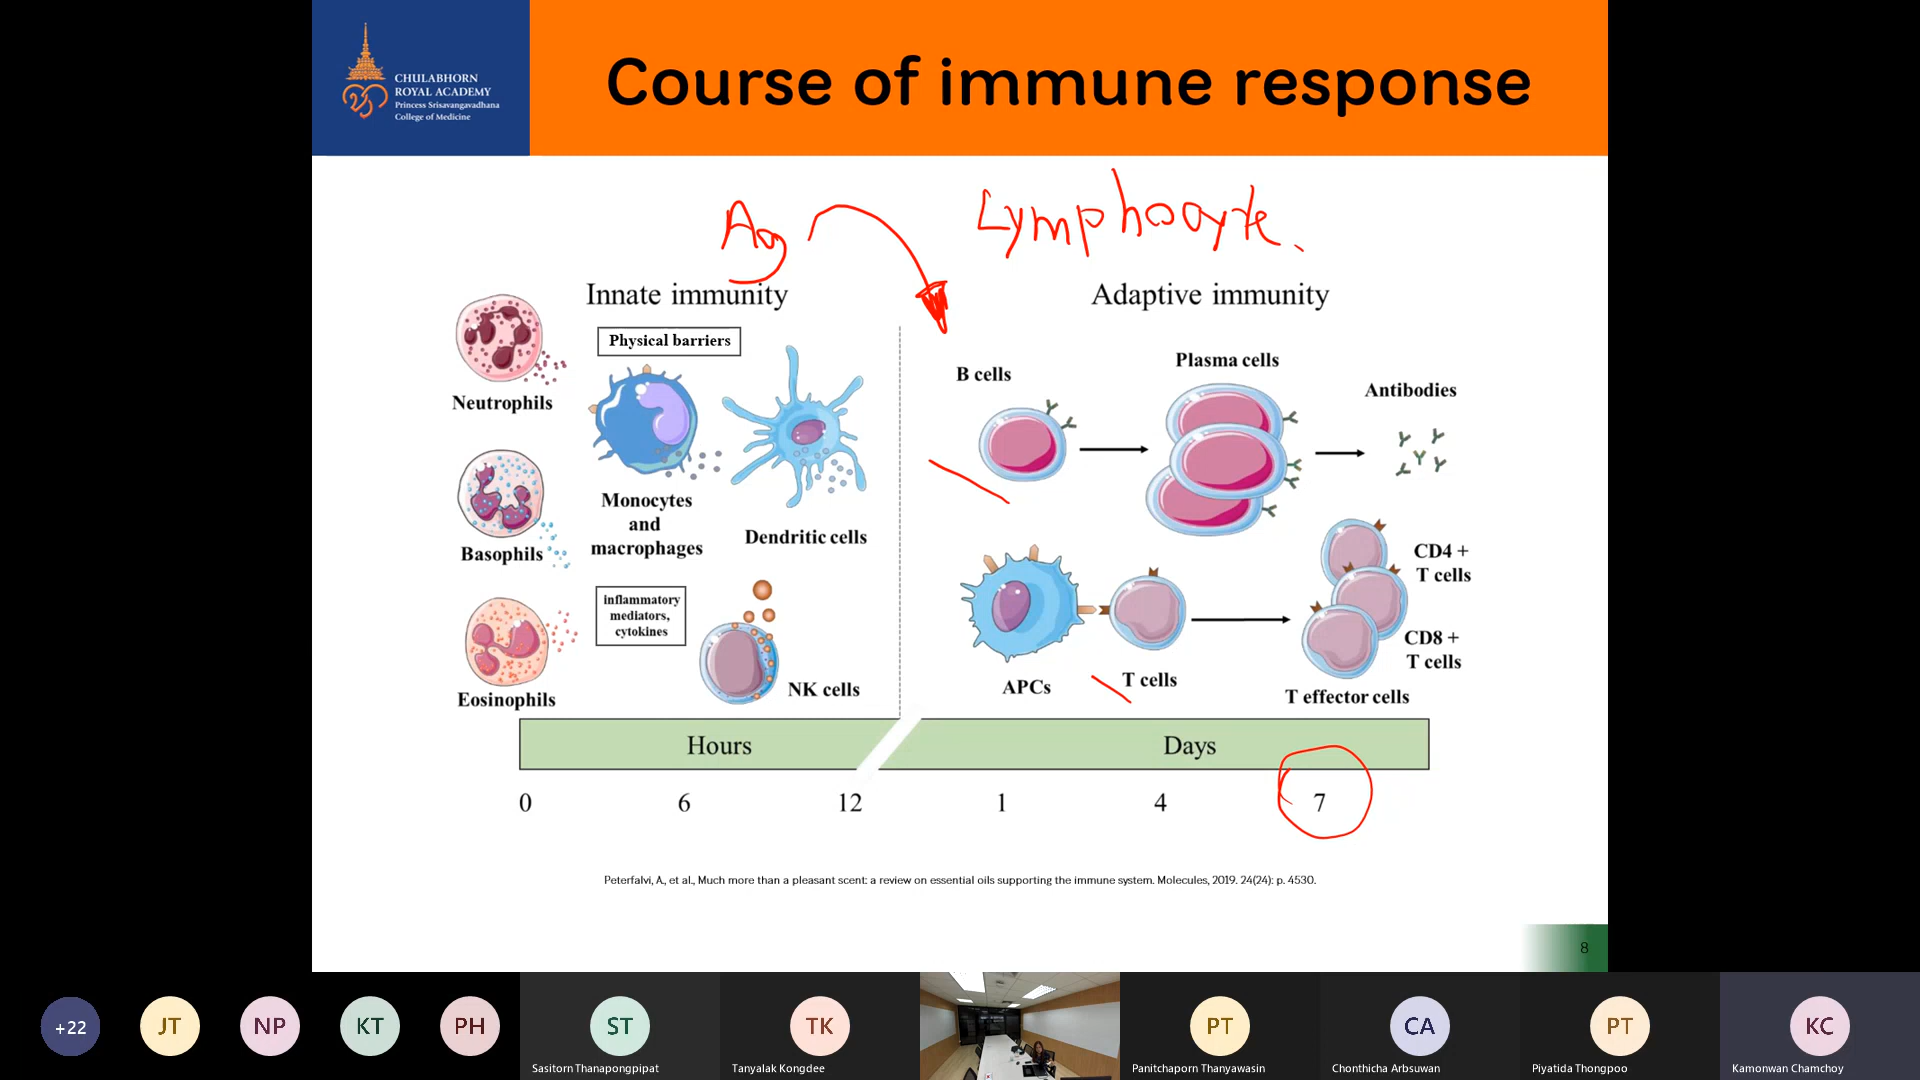 CHULABHORN
ROYAL ACADEMY
Princess Srisavangavadhana
College of Medicine
Course of immune response
Ag
Lymphocyte.
Innate immunity
Adaptive immunity
Physical barriers
Neutrophils
Monocytes
and
macrophages
Dendritic cells
Basophils
inflammatory
mediators,
cytokines
Eosinophils
NK cells
B cells
Plasma cells
Antibodies
CD4 +
T cells
CD8 +
T cells
APCs
T cells
T effector cells
Hours
Days
0
6
12
1
4
7
Peterfalvi, A., et al., Much more than a pleasant scent: a review on essential oils supporting the immune system. Molecules, 2019. 24(24): p. 4530.
8
+22
JT
NP
KT
PH
ST
Sasitorn Thanapongpipat
TK
Tanyalak Kongdee
PT
Panitchaporn Thanyawasin
CA
Chonthicha Arbsuwan
PT
Piyatida Thongpoo
KC
Kamonwan Chamchoy